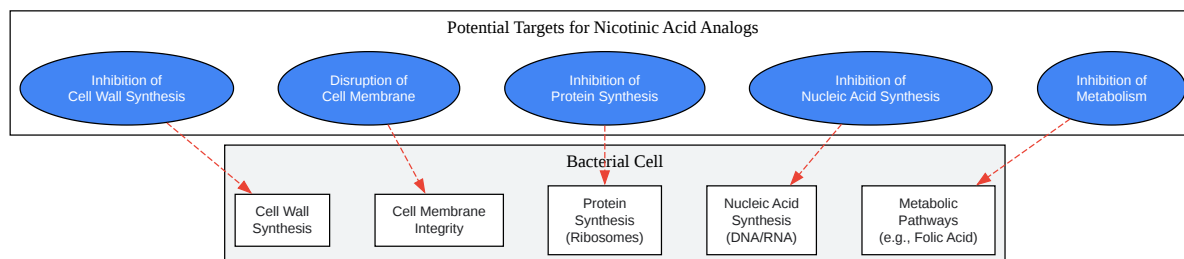 Potential Targets for Nicotinic Acid Analogs
Inhibition of
Cell Wall Synthesis
Disruption of
Cell Membrane
Inhibition of
Protein Synthesis
Inhibition of
Nucleic Acid Synthesis
Inhibition of
Metabolism
Bacterial Cell
Cell Wall
Synthesis
Cell Membrane
Integrity
Protein
Synthesis
(Ribosomes)
Nucleic Acid
Synthesis
(DNA/RNA)
Metabolic
Pathways
(e.g., Folic Acid)